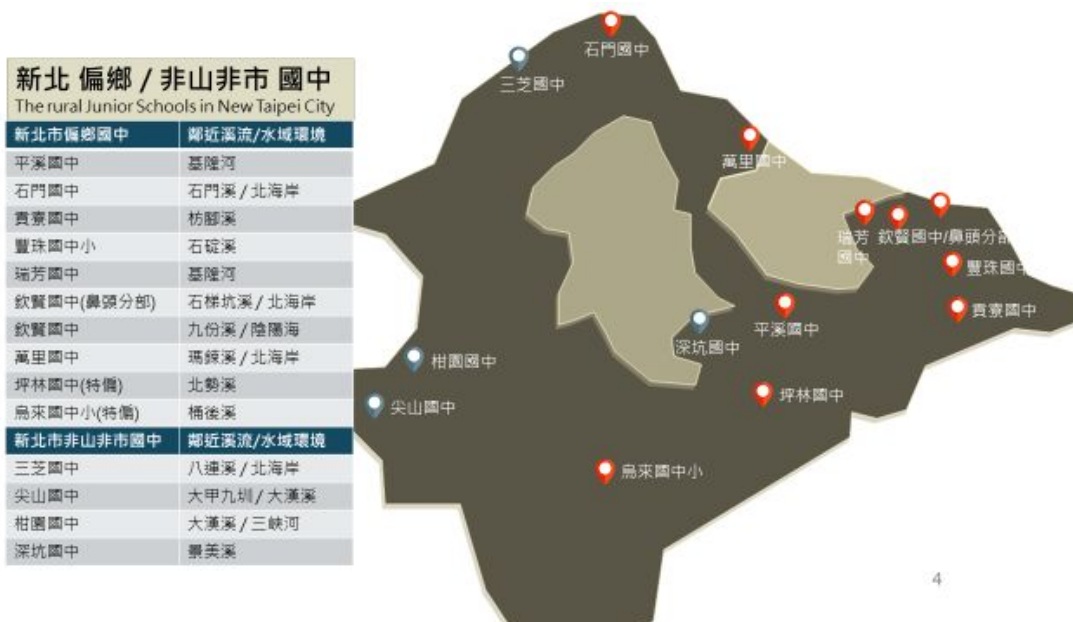 新北 偏鄉 / 非山非市 國中
The rural Junior Schools in New Taipei City
新北市偏鄉國中 鄰近溪流/水域環境
平溪國中 基隆河
石門國中 石門溪 / 北海岸
貢寮國中 枋腳溪
豐珠國中小 石碇溪
瑞芳國中 基隆河
欽賢國中(鼻頭分部) 石梯坑溪 / 北海岸
欽賢國中 九份溪 / 陰陽海
萬里國中 瑪鋉溪 / 北海岸
坪林國中(特偏) 北勢溪
烏來國中小(特偏) 桶後溪
新北市非山非市國中 鄰近溪流/水域環境
三芝國中 八連溪 / 北海岸
尖山國中 大甲九圳 / 大漢溪
柑園國中 大漢溪 / 三峽河
深坑國中 景美溪
石門國中
三芝國中
萬里國中
瑞芳
國中
欽賢國中/鼻頭分部
豐珠國中
貢寮國中
平溪國中
深坑國中
柑園國中
坪林國中
尖山國中
烏來國中小
4